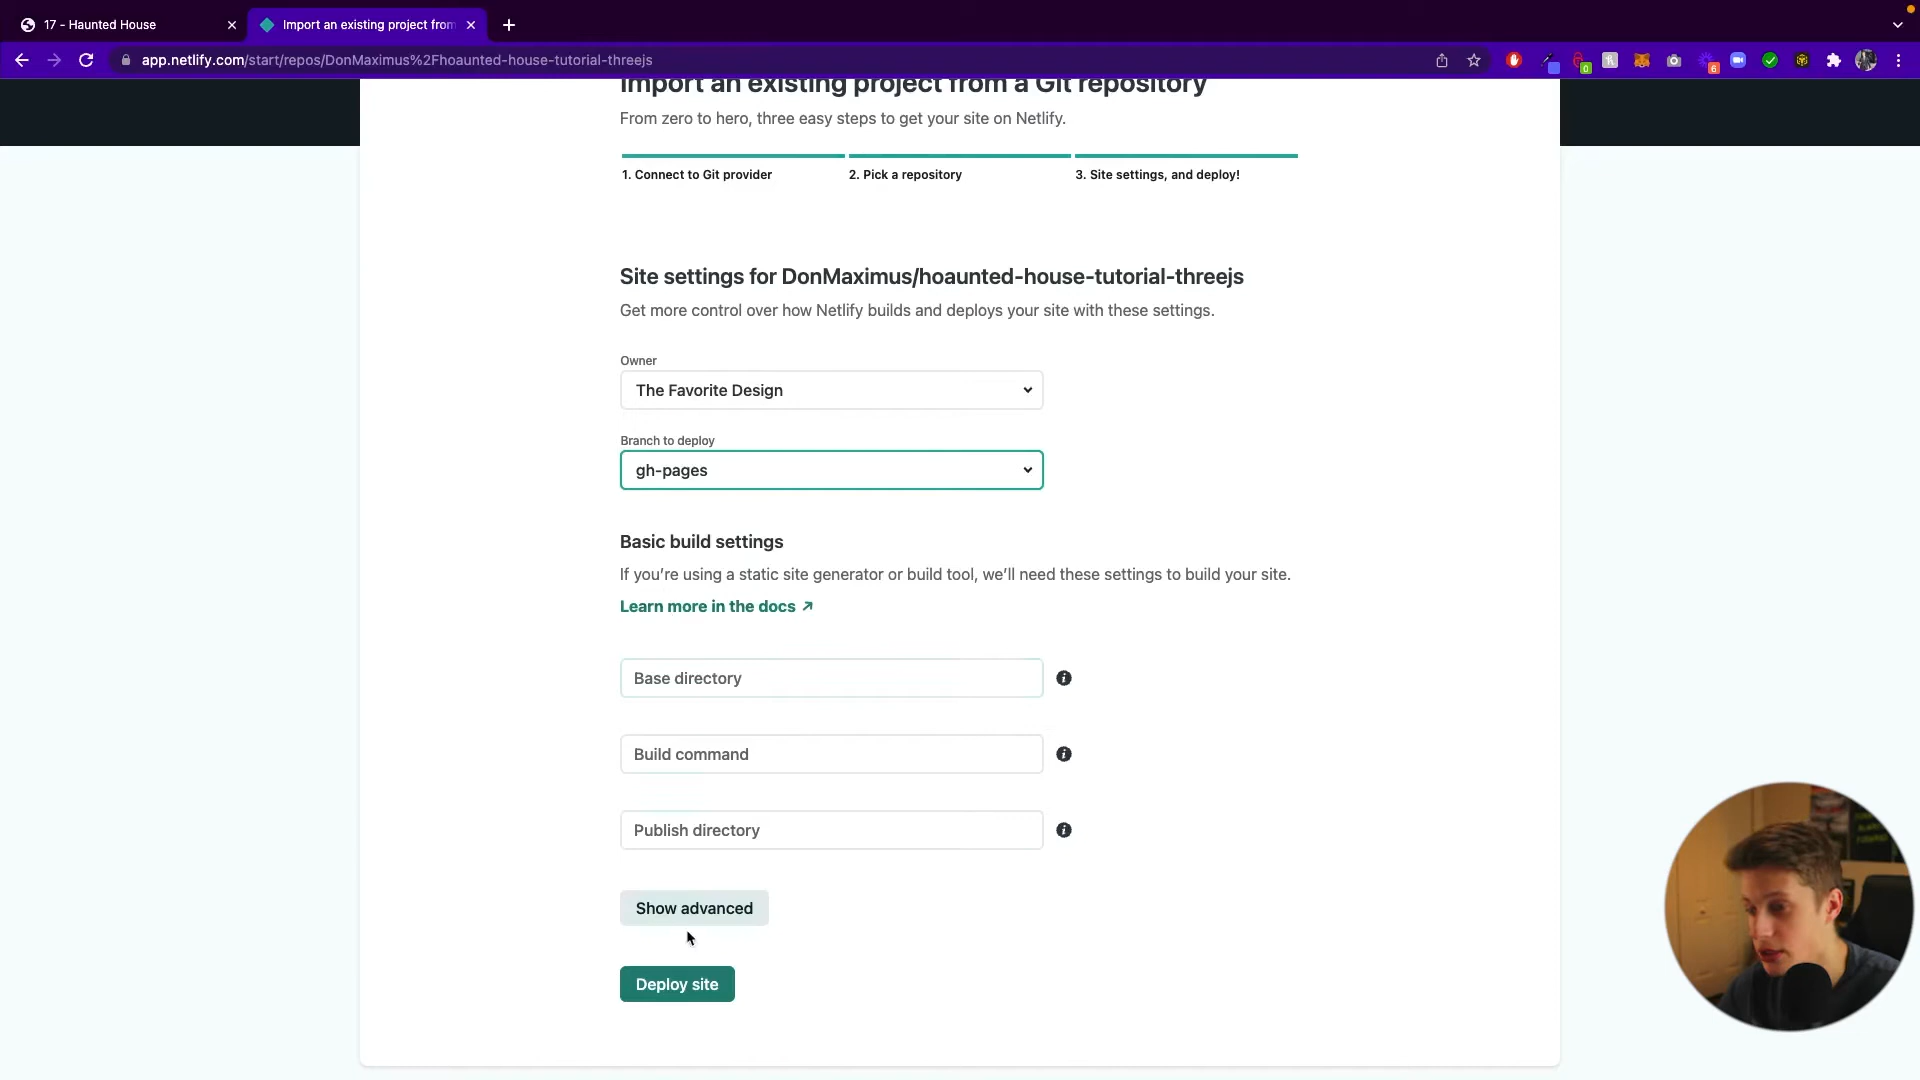 17 - Haunted House
Import an existing project from
app.netlify.com/start/repos/DonMaximus%2Fhoaunted-house-tutorial-threejs
0
6
Import an existing project from a Git repository
From zero to hero, three easy steps to get your site on Netlify.
1. Connect to Git provider
2. Pick a repository
3. Site settings, and deploy!
Site settings for DonMaximus/hoaunted-house-tutorial-threejs
Get more control over how Netlify builds and deploys your site with these settings.
Owner
The Favorite Design
Branch to deploy
gh-pages
Basic build settings
If you’re using a static site generator or build tool, we’ll need these settings to build your site.
Learn more in the docs ↗
Base directory
Build command
Publish directory
Show advanced
Deploy site